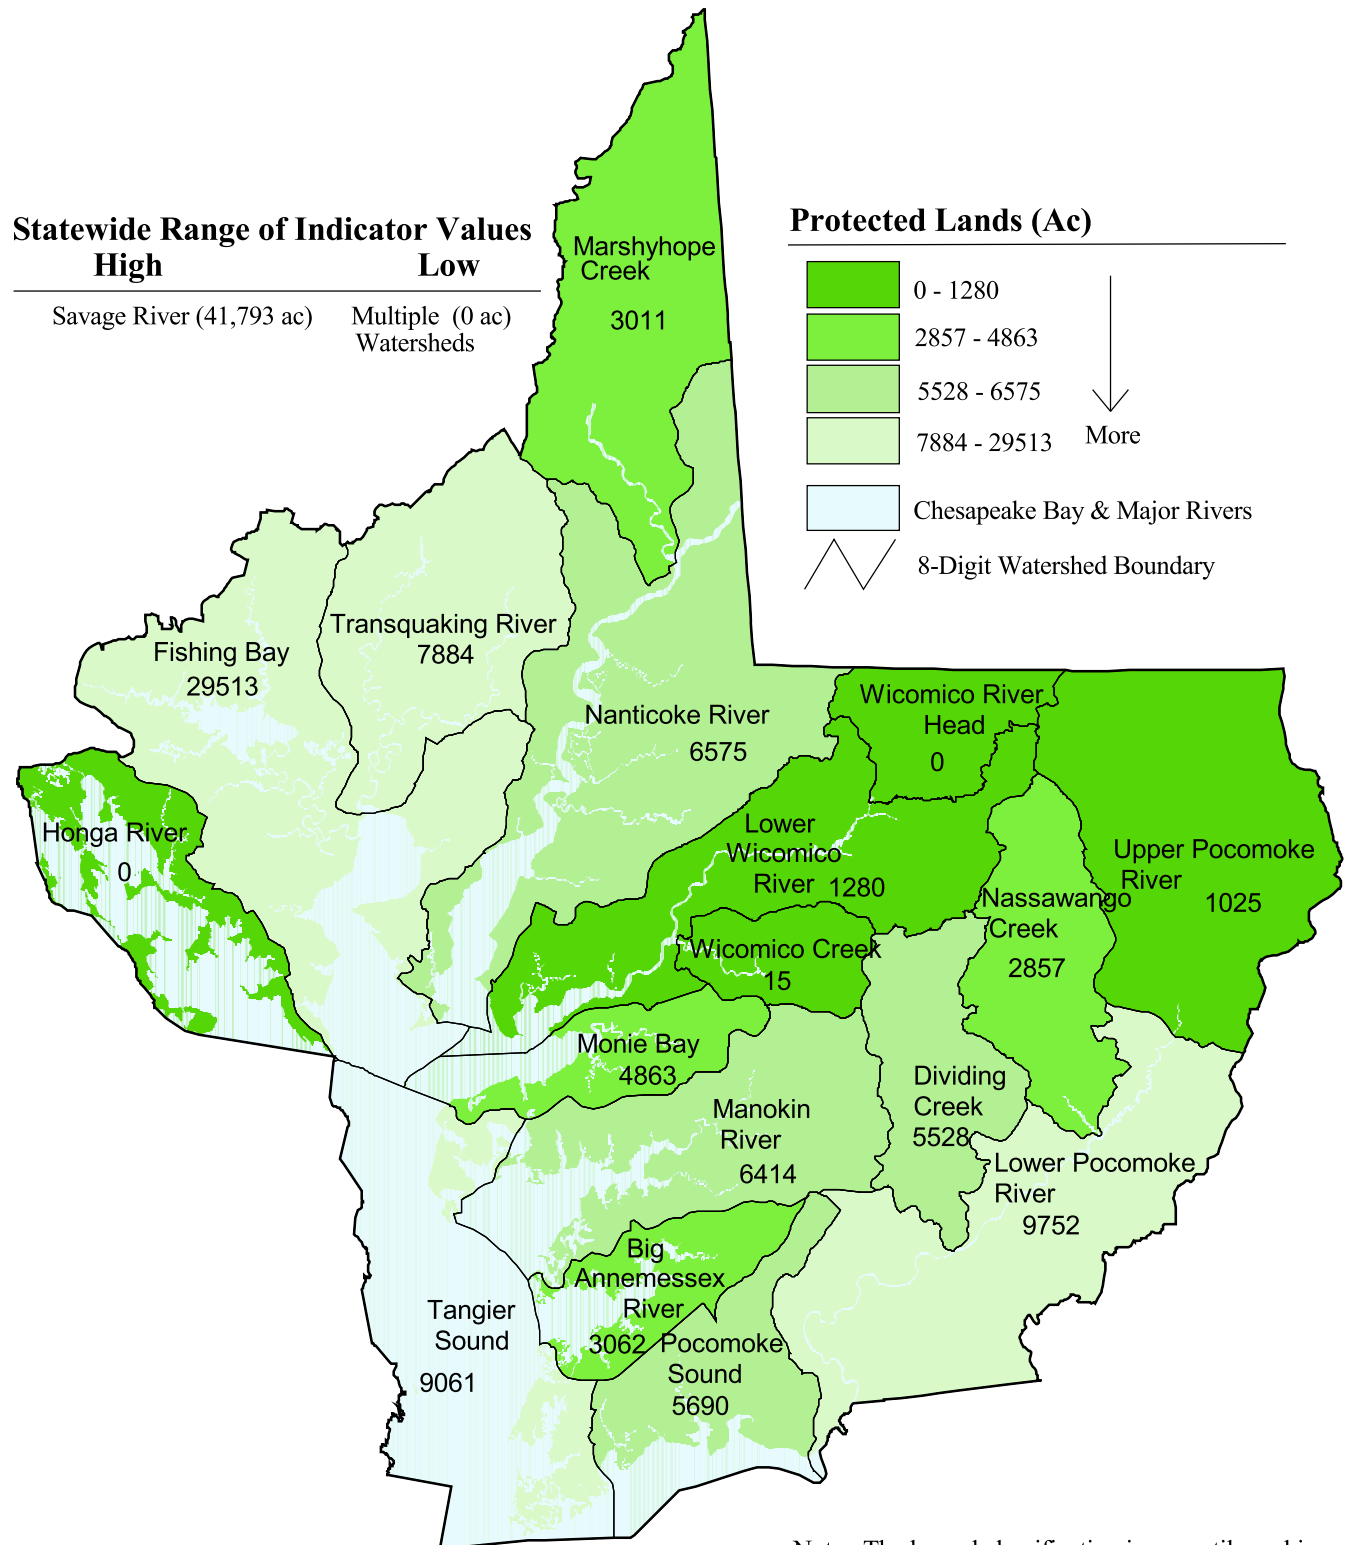 Statewide Range of Indicator Values
High Low
Savage River (41,793 ac) Multiple (0 ac)
Watersheds
Protected Lands (Ac)
0 - 1280
2857 - 4863
5528 - 6575
7884 - 29513
More
Chesapeake Bay & Major Rivers
8-Digit Watershed Boundary
Marshyhope
Creek
3011
Transquaking River
7884
Fishing Bay
29513
Nanticoke River
6575
Wicomico River
Head
0
Honga River
0
Lower
Wicomico
River 1280
Upper Pocomoke
River
1025
Nassawango
Creek
2857
Wicomico Creek
15
Monie Bay
4863
Dividing
Creek
5528
Manokin
River
6414
Lower Pocomoke
River
9752
Big
Annemessex
River
3062
Tangier
Sound
9061
Pocomoke
Sound
5690